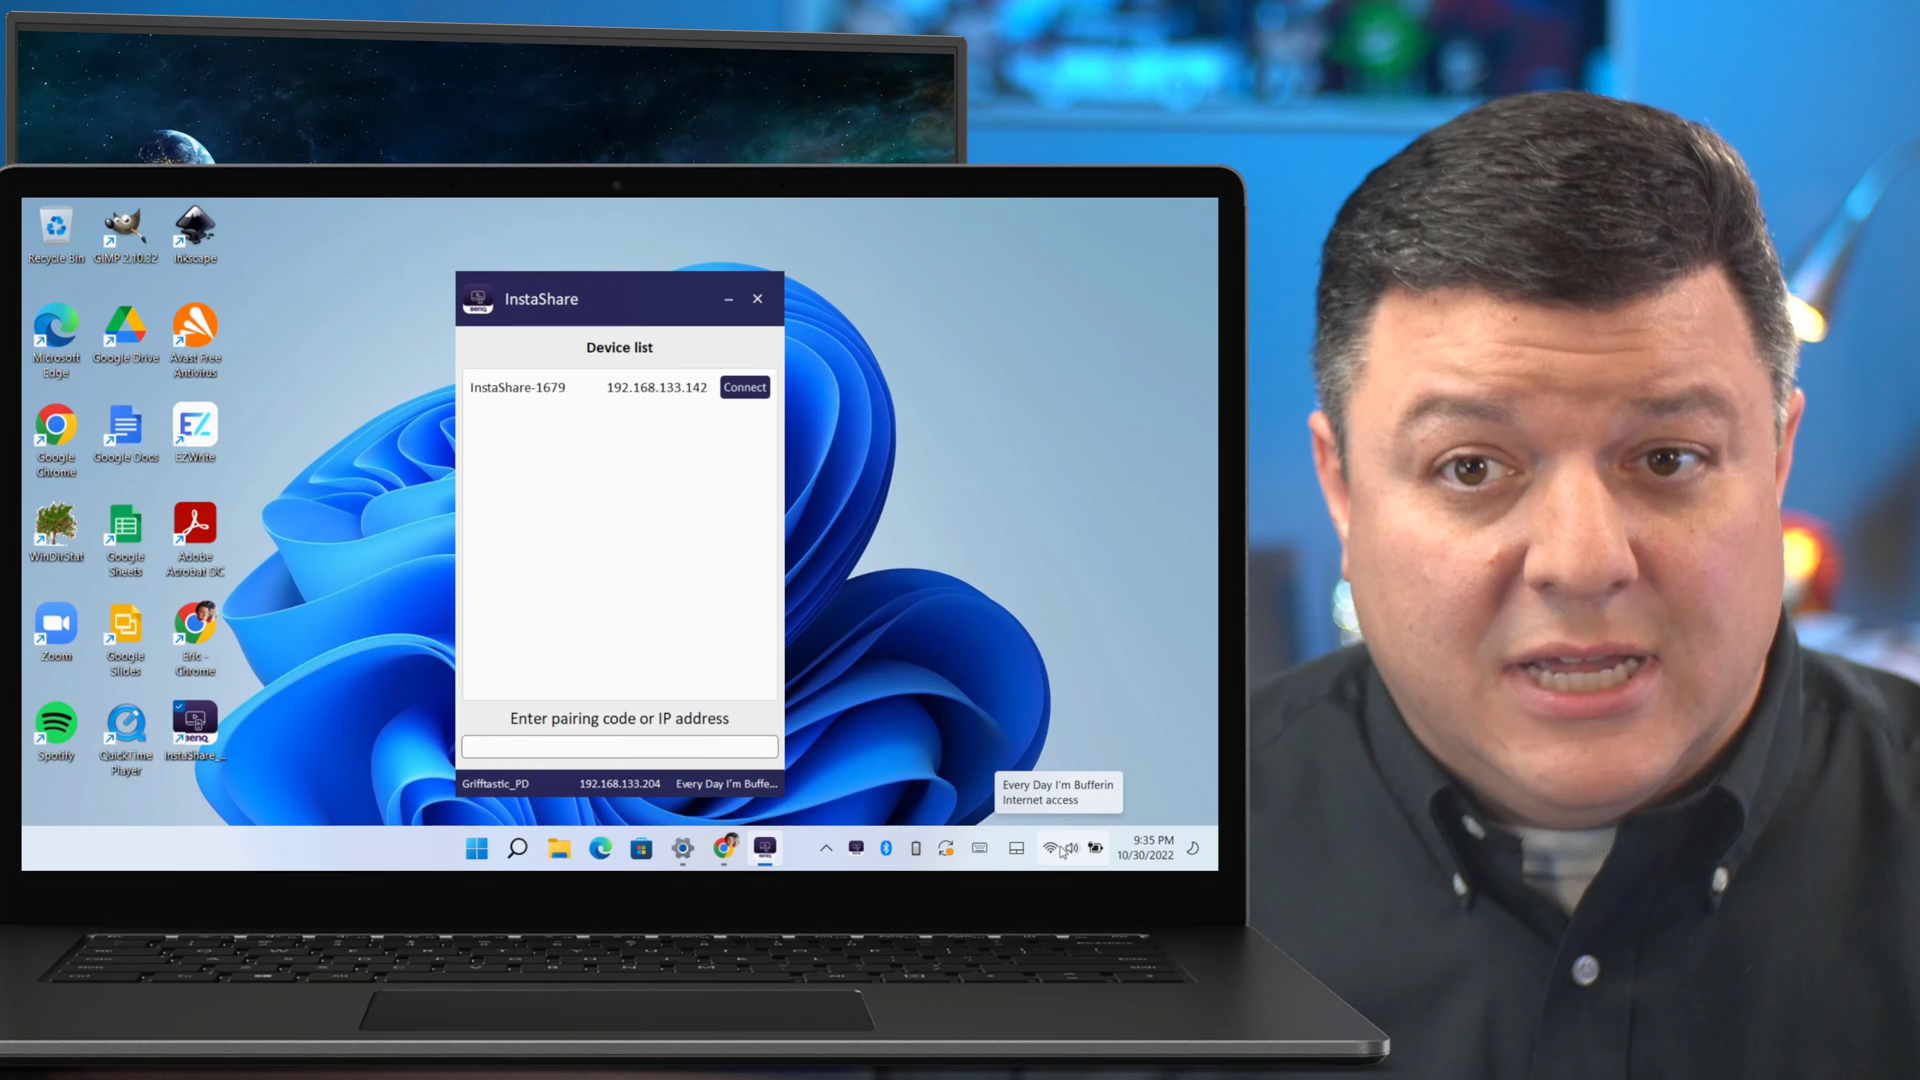 Recycle Bin
GIMP 2.10.32
Inkscape
Microsoft Edge
Google Drive
Avast Free Antivirus
Google Chrome
Google Docs
EZ
EZWrite
WinDirStat
Google Sheets
Adobe Acrobat DC
Zoom
Google Slides
Eric - Chrome
Spotify
QuickTime Player
BenQ
InstaShare_...
BenQ
InstaShare
Device list
InstaShare-1679 192.168.133.142 Connect
Enter pairing code or IP address
Grifftastic_PD 192.168.133.204 Every Day I'm Buffe...
Every Day I'm Bufferin
Internet access
9:35 PM
10/30/2022